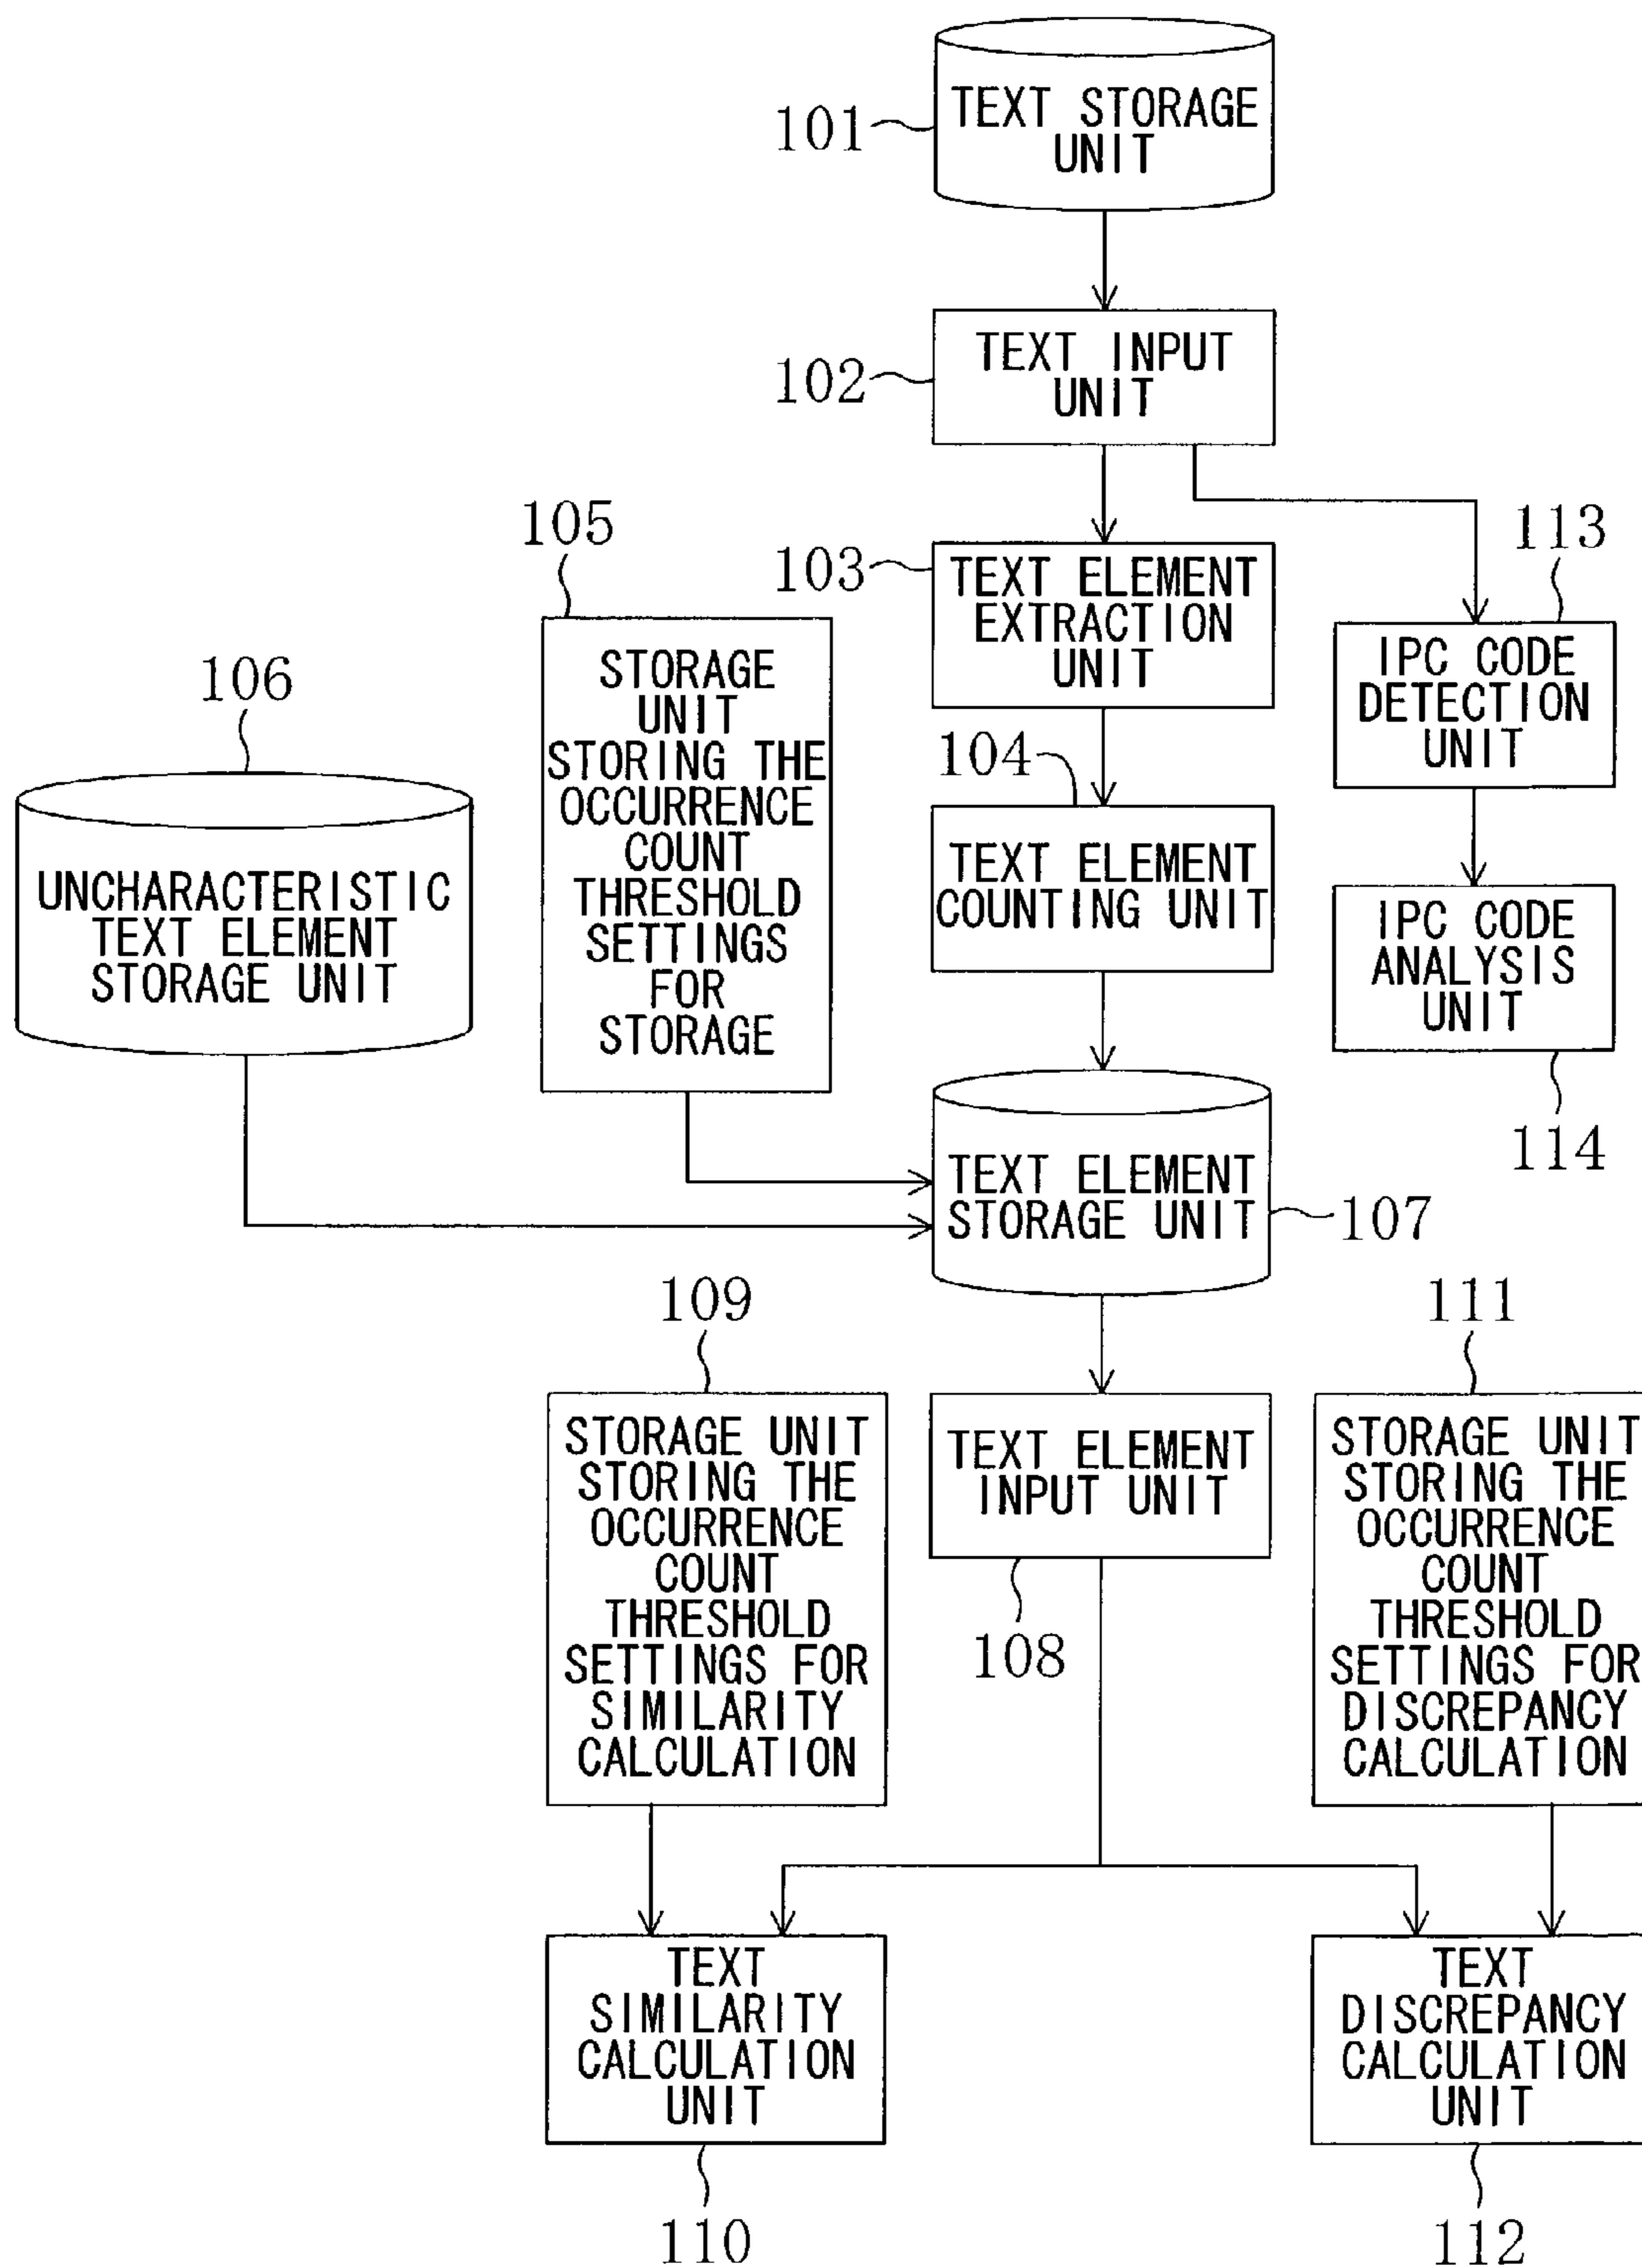 TEXT STORAGE
UNIT
101
TEXT INPUT
UNIT
102
105
103
TEXT ELEMENT
EXTRACTION
UNIT
113
IPC CODE
DETECTION
UNIT
106
STORAGE
UNIT
STORING THE
OCCURRENCE
COUNT
THRESHOLD
SETTINGS
FOR
STORAGE
104
TEXT ELEMENT
COUNTING UNIT
UNCHARACTERISTIC
TEXT ELEMENT
STORAGE UNIT
IPC CODE
ANALYSIS
UNIT
114
TEXT ELEMENT
STORAGE UNIT
107
109
111
STORAGE UNIT
STORING THE
OCCURRENCE
COUNT
THRESHOLD
SETTINGS FOR
SIMILARITY
CALCULATION
TEXT ELEMENT
INPUT UNIT
108
STORAGE UNIT
STORING THE
OCCURRENCE
COUNT
THRESHOLD
SETTINGS FOR
DISCREPANCY
CALCULATION
TEXT
SIMILARITY
CALCULATION
UNIT
110
TEXT
DISCREPANCY
CALCULATION
UNIT
112